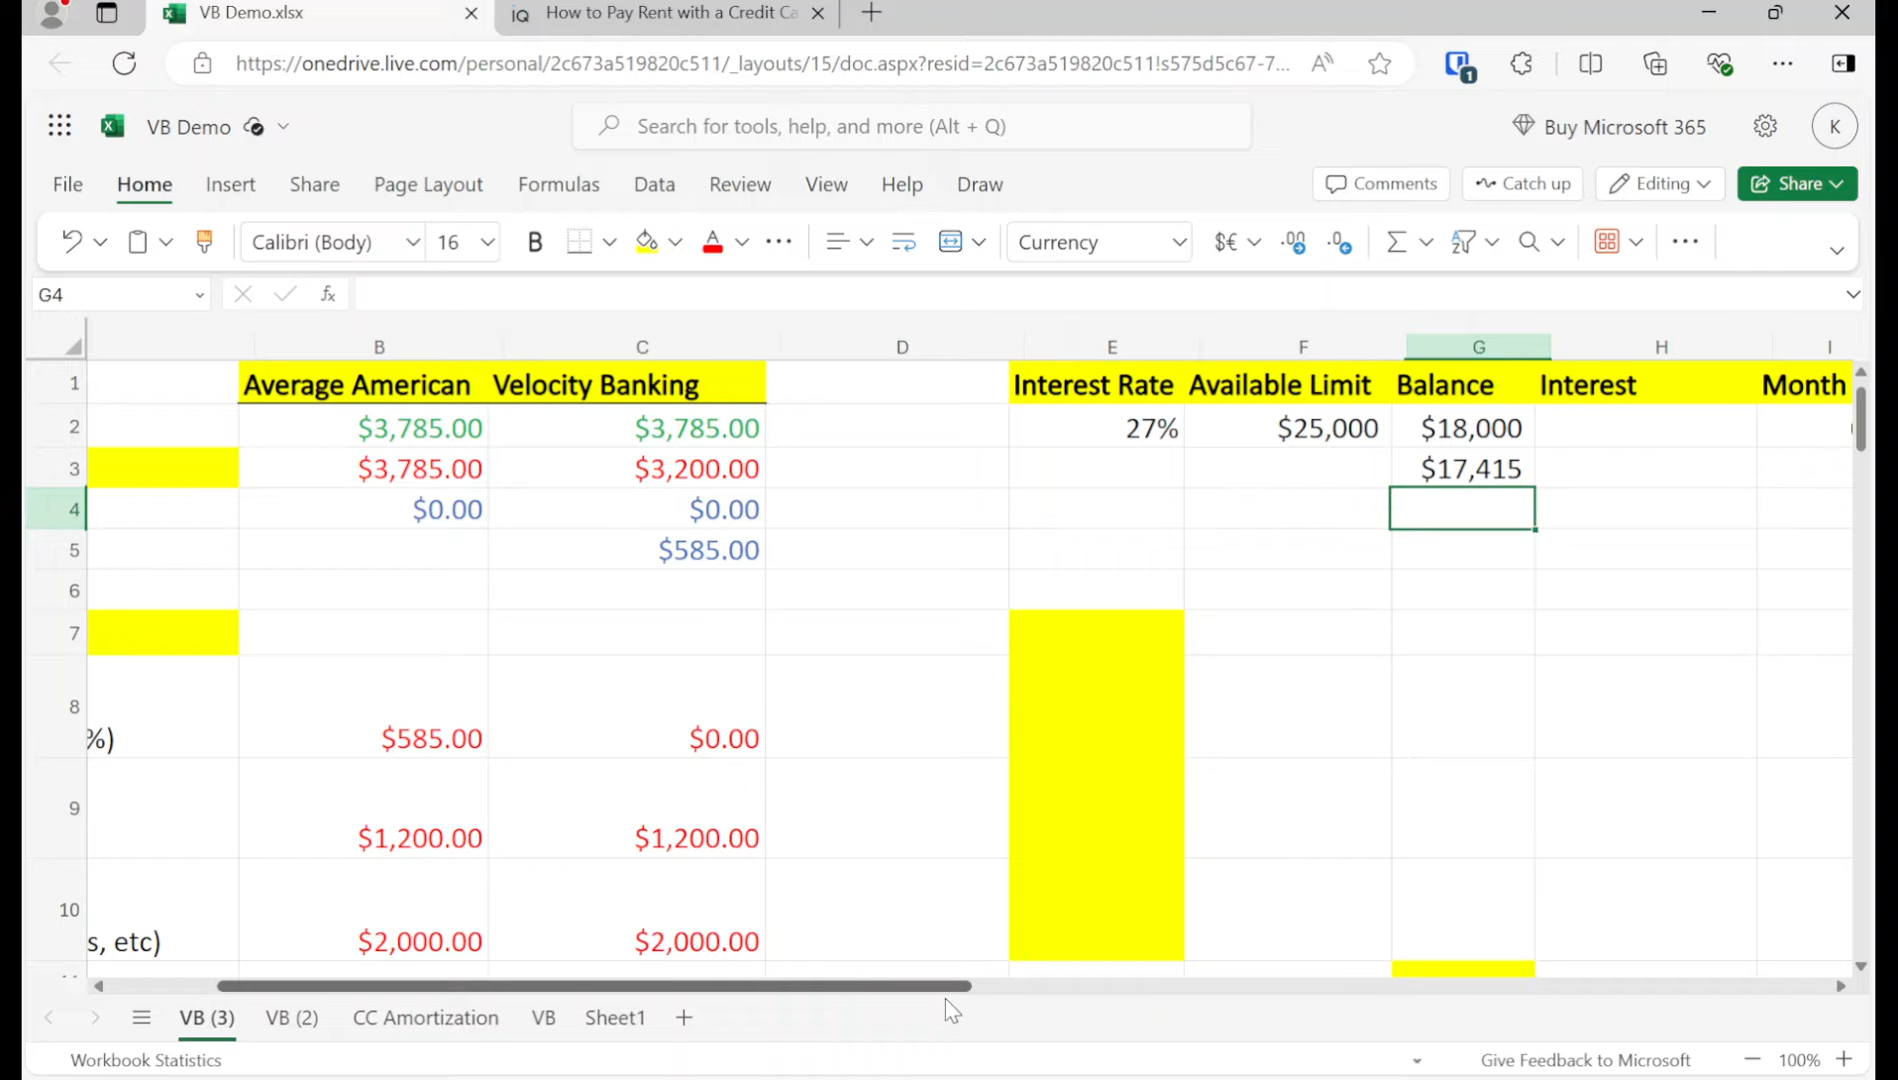 VB Demo.xlsx
How to Pay Rent with a Credit Ca
https://onedrive.live.com/personal/2c673a519820c511/_layouts/15/doc.aspx?resid=2c673a519820c511!s575d5c67-7...
1
VB Demo
Search for tools, help, and more (Alt + Q)
Buy Microsoft 365
K
File Home Insert Share Page Layout Formulas Data Review View Help Draw
Comments Catch up Editing Share
Calibri (Body) 16 B Currency
G4 fx
B C D E F G H I
1 Average American Velocity Banking Interest Rate Available Limit Balance Interest Month
2 $3,785.00 $3,785.00 27% $25,000 $18,000
3 $3,785.00 $3,200.00 $17,415
4 $0.00 $0.00
5 $585.00
6
7
8 %) $585.00 $0.00
9 $1,200.00 $1,200.00
10 s, etc) $2,000.00 $2,000.00
VB (3) VB (2) CC Amortization VB Sheet1
Workbook Statistics Give Feedback to Microsoft 100%